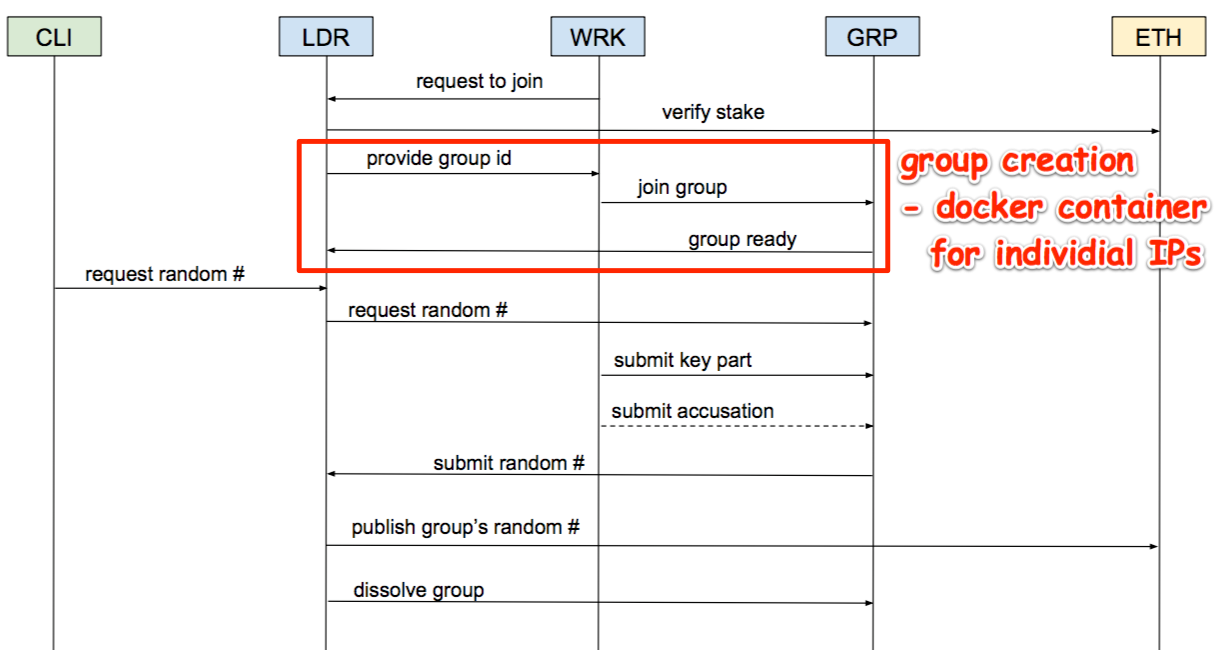 CLI LDR WRK GRP ETH
request to join
verify stake
provide group id
group creation
join group
- docker container
group ready
for individial IPs
request random #
request random #
submit key part
submit accusation
submit random #
publish group's random #
dissolve group